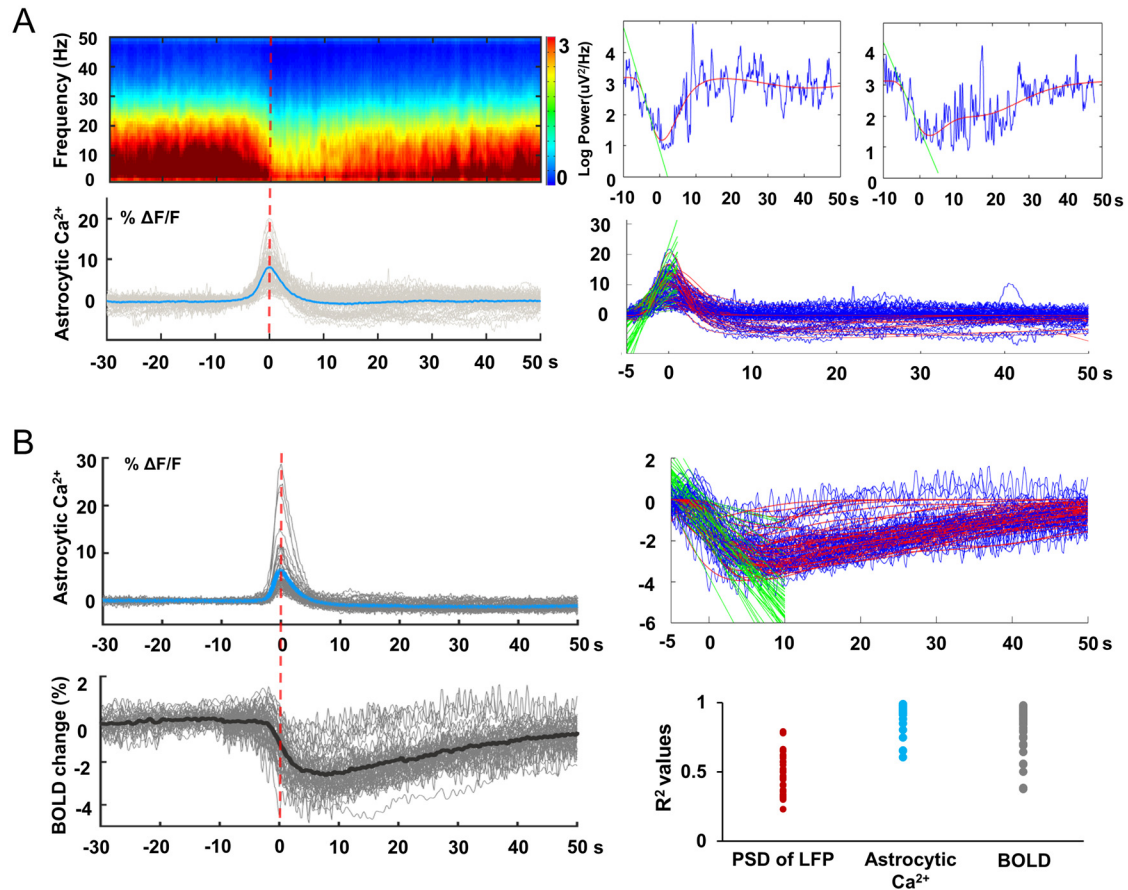 A
Frequency (Hz)
50
40
30
20
10
0
3
0
Log Power(uV²/Hz)
4
3
2
1
0
-10 0 10 20 30 40 50 s
4
3
2
1
0
-10 0 10 20 30 40 50 s
Astrocytic Ca²⁺
% ΔF/F
20
10
0
-30 -20 -10 0 10 20 30 40 50 s
30
20
10
0
-5 0 10 20 30 40 50 s
B
Astrocytic Ca²⁺
% ΔF/F
30
20
10
0
-30 -20 -10 0 10 20 30 40 50 s
2
0
-2
-4
-6
-5 0 10 20 30 40 50 s
BOLD change (%)
2
0
-2
-4
-30 -20 -10 0 10 20 30 40 50 s
R² values
1
0.5
0
PSD of LFP
Astrocytic
Ca²⁺
BOLD